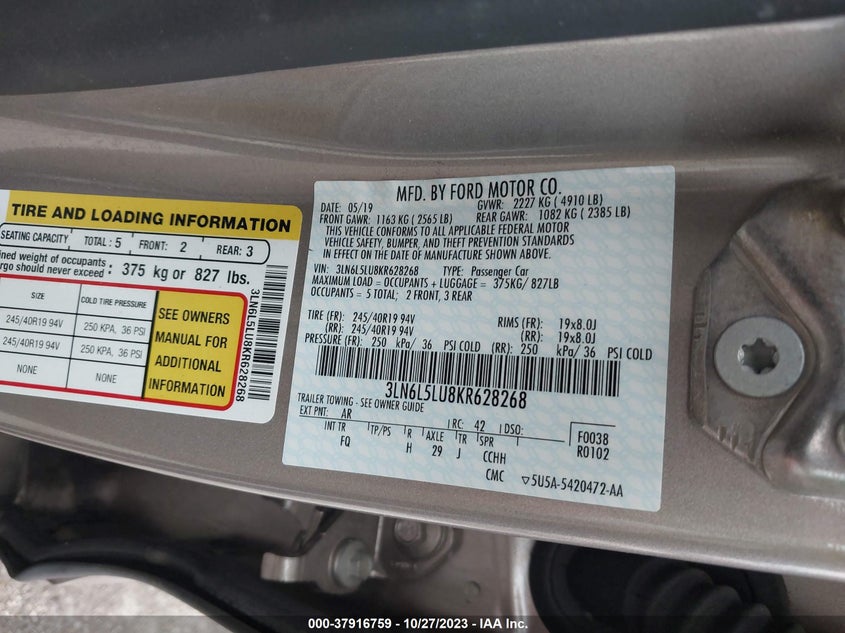 TIRE AND LOADING INFORMATION
SEATING CAPACITY TOTAL : 5 FRONT: 2 REAR: 3
ined weight of occupants
rgo should never exceed : 375 kg or 827 lbs.
SIZE COLD TIRE PRESSURE
245/40R19 94V 250 KPA, 36 PSI
245/40R19 94V 250 KPA, 36 PSI
NONE NONE
SEE OWNERS
MANUAL FOR
ADDITIONAL
INFORMATION
3LN6L5LU8KR628268
MFD. BY FORD MOTOR CO.
DATE: 05/19 GVWR: 2227 KG ( 4910 LB)
FRONT GAWR: 1163 KG ( 2565 LB) REAR GAWR: 1082 KG ( 2385 LB)
THIS VEHICLE CONFORMS TO ALL APPLICABLE FEDERAL MOTOR
VEHICLE SAFETY, BUMPER, AND THEFT PREVENTION STANDARDS
IN EFFECT ON THE DATE OF MANUFACTURE SHOWN ABOVE.
VIN: 3LN6L5LU8KR628268 TYPE: Passenger Car
MAXIMUM LOAD = OCCUPANTS + LUGGAGE = 375KG/ 827LB
OCCUPANTS = 5 TOTAL; 2 FRONT, 3 REAR
TIRE (FR): 245/40R19 94V RIMS (FR): 19x8.0J
(RR): 245/40R19 94V (RR): 19x8.0J
PRESSURE (FR): 250 kPa/ 36 PSI COLD (RR): 250 kPa/ 36 PSI COLD
3LN6L5LU8KR628268
TRAILER TOWING - SEE OWNER GUIDE
EXT PNT: AR RC: 42 DSO: F0038
INT TR TP/PS R AXLE TR SPR R0102
FQ H 29 J CCHH
CMC ▽5U5A-5420472-AA
000-37916759 - 10/27/2023 - IAA Inc.